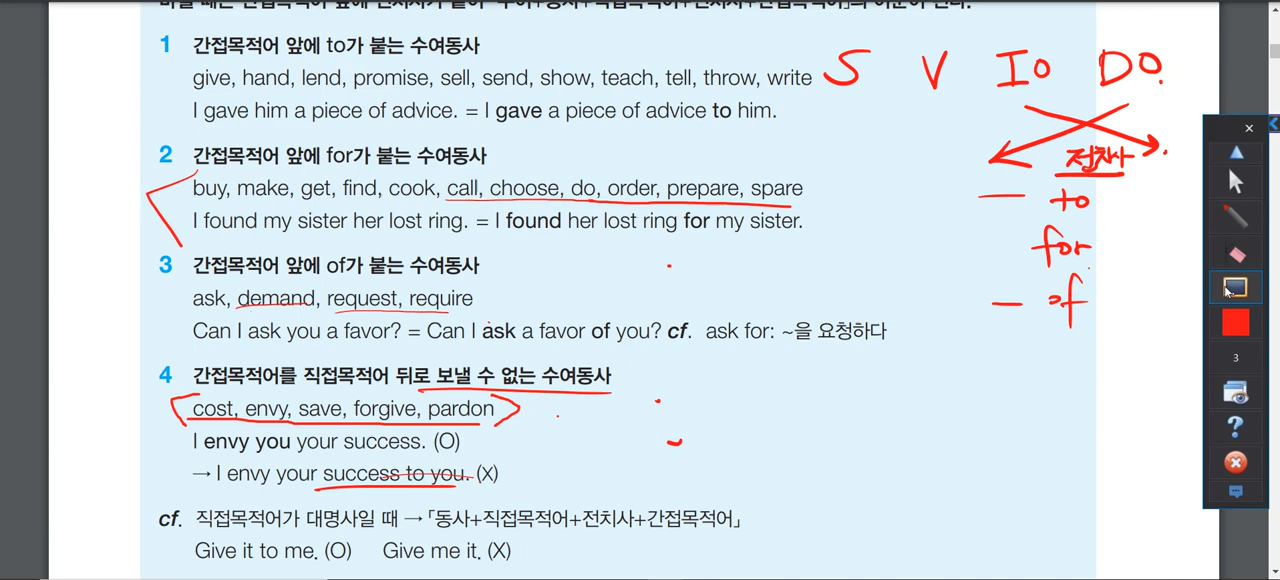 1 간접목적어 앞에 to가 붙는 수여동사
give, hand, lend, promise, sell, send, show, teach, tell, throw, write
I gave him a piece of advice. = I gave a piece of advice to him.
2 간접목적어 앞에 for가 붙는 수여동사
buy, make, get, find, cook, call, choose, do, order, prepare, spare
I found my sister her lost ring. = I found her lost ring for my sister.
3 간접목적어 앞에 of가 붙는 수여동사
ask, demand, request, require
Can I ask you a favor? = Can I ask a favor of you? cf. ask for: ~을 요청하다
4 간접목적어를 직접목적어 뒤로 보낼 수 없는 수여동사
cost, envy, save, forgive, pardon
I envy you your success. (O)
→ I envy your success to you. (X)
cf. 직접목적어가 대명사일 때 → 「동사+직접목적어+전치사+간접목적어」
Give it to me. (O) Give me it. (X)
S V IO DO.
전치사
to
for
of
3